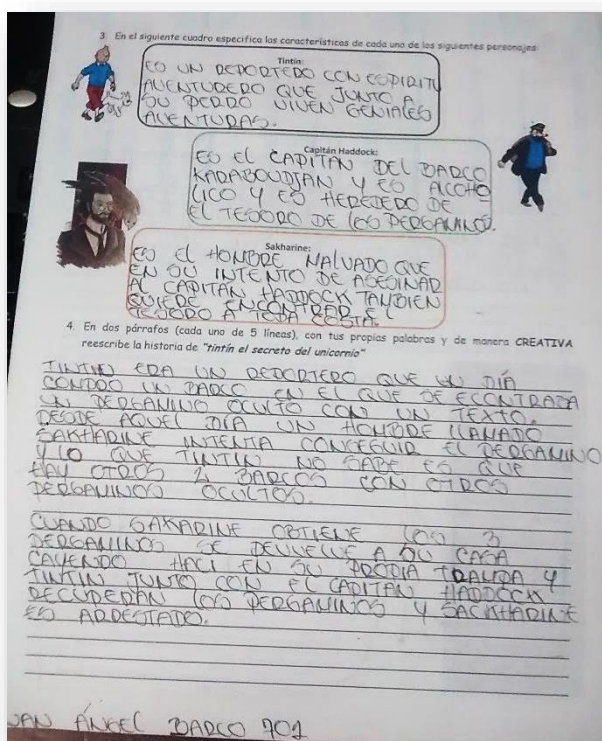 3. En el siguiente cuadro especifica las características de cada uno de los siguientes personajes:
Tintín:
ES UN REPORTERO CON ESPIRITU
AVENTURERO QUE JUNTO A
SU PERRO VIVEN GENIALES
AVENTURAS.
Capitán Haddock:
ES EL CAPITAN DEL BARCO
KARABOUDJAN Y ES ALCOHO
LICO Y ES HEREDERO DE
EL TESORO DE LOS PERGAMINOS.
Sakharine:
ES EL HOMBRE MALVADO QUE
EN SU INTENTO DE ASESINAR
AL CAPITAN HADDOCK TAMBIEN
QUIERE ENCONTRAR EL
TESORO A TODA COSTA.
4. En dos párrafos (cada uno de 5 líneas), con tus propias palabras y de manera CREATIVA
reescribe la historia de "tintín el secreto del unicornio"
TINTIN ERA UN REPORTERO QUE UN DÍA
COMPRO UN BARCO EN EL QUE SE ECONTRABA
UN PERGAMINO OCULTO CON UN TEXTO.
DESDE AQUEL DÍA UN HOMBRE LLAMADO
SAKHARINE INTENTA CONSEGUIR EL PERGAMINO
Y LO QUE TINTIN NO SABE ES QUE
HAY OTROS 2 BARCOS CON OTROS
PERGAMINOS OCULTOS.
CUANDO SAKARINE OBTIENE LOS 3
PERGAMINOS SE DEVUELVE A SU CASA
CAYENDO HACI EN SU PROPIA TRAMPA Y
TINTIN JUNTO CON EL CAPITAN HADDOCK
RECUPERAN LOS PERGAMINOS Y SACKHARINE
ES ARRESTADO.
ÁNGEL BARCO 701